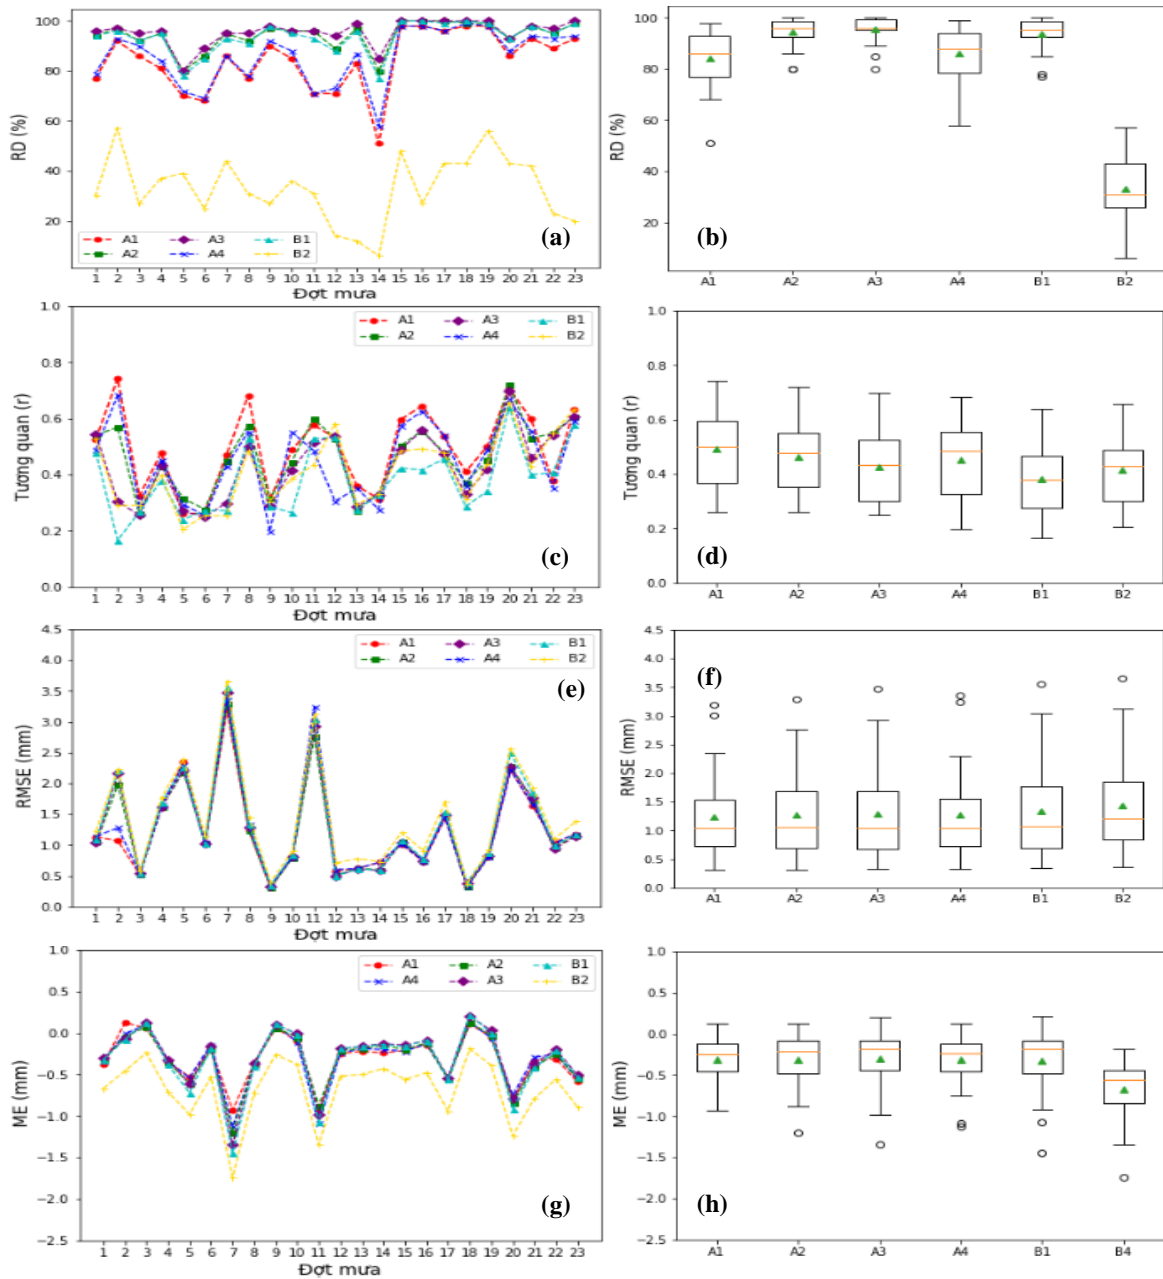 RD (%)
100
80
60
40
20
A1 A3 B1
A2 A4 B2
(a)
1 2 3 4 5 6 7 8 9 10 11 12 13 14 15 16 17 18 19 20 21 22 23
Đợt mưa
RD (%)
100
80
60
40
20
(b)
A1 A2 A3 A4 B1 B2
Tương quan (r)
1.0
0.8
0.6
0.4
0.2
0.0
A1 A3 B1
A2 A4 B2
(c)
1 2 3 4 5 6 7 8 9 10 11 12 13 14 15 16 17 18 19 20 21 22 23
Đợt mưa
Tương quan (r)
1.0
0.8
0.6
0.4
0.2
0.0
(d)
A1 A2 A3 A4 B1 B2
RMSE (mm)
4.5
4.0
3.5
3.0
2.5
2.0
1.5
1.0
0.5
0.0
A1 A3 B1
A2 A4 B2
(e)
1 2 3 4 5 6 7 8 9 10 11 12 13 14 15 16 17 18 19 20 21 22 23
Đợt mưa
RMSE (mm)
4.5
4.0
3.5
3.0
2.5
2.0
1.5
1.0
0.5
0.0
(f)
A1 A2 A3 A4 B1 B2
ME (mm)
1.0
0.5
0.0
−0.5
−1.0
−1.5
−2.0
−2.5
A1 A2 B1
A4 A3 B2
(g)
1 2 3 4 5 6 7 8 9 10 11 12 13 14 15 16 17 18 19 20 21 22 23
Đợt mưa
ME (mm)
1.0
0.5
0.0
−0.5
−1.0
−1.5
−2.0
−2.5
(h)
A1 A2 A3 A4 B1 B4